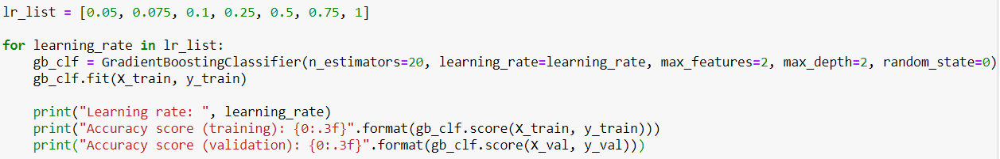 lr_list = [0.05, 0.075, 0.1, 0.25, 0.5, 0.75, 1]
for learning_rate in lr_list:
    gb_clf = GradientBoostingClassifier(n_estimators=20, learning_rate=learning_rate, max_features=2, max_depth=2, random_state=0)
    gb_clf.fit(X_train, y_train)
    print("Learning rate: ", learning_rate)
    print("Accuracy score (training): {0:.3f}".format(gb_clf.score(X_train, y_train)))
    print("Accuracy score (validation): {0:.3f}".format(gb_clf.score(X_val, y_val)))